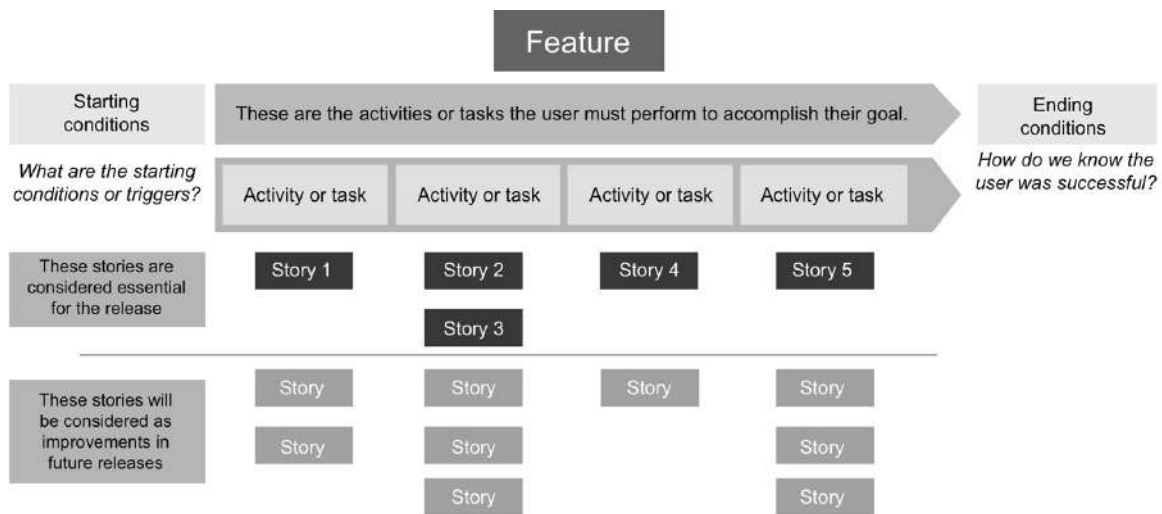 Feature
Starting
conditions
These are the activities or tasks the user must perform to accomplish their goal.
Ending
conditions
What are the starting
conditions or triggers?
How do we know the
user was successful?
Activity or task
Activity or task
Activity or task
Activity or task
These stories are
considered essential
for the release
Story 1
Story 2
Story 4
Story 5
Story 3
These stories will
be considered as
improvements in
future releases
Story
Story
Story
Story
Story
Story
Story
Story
Story